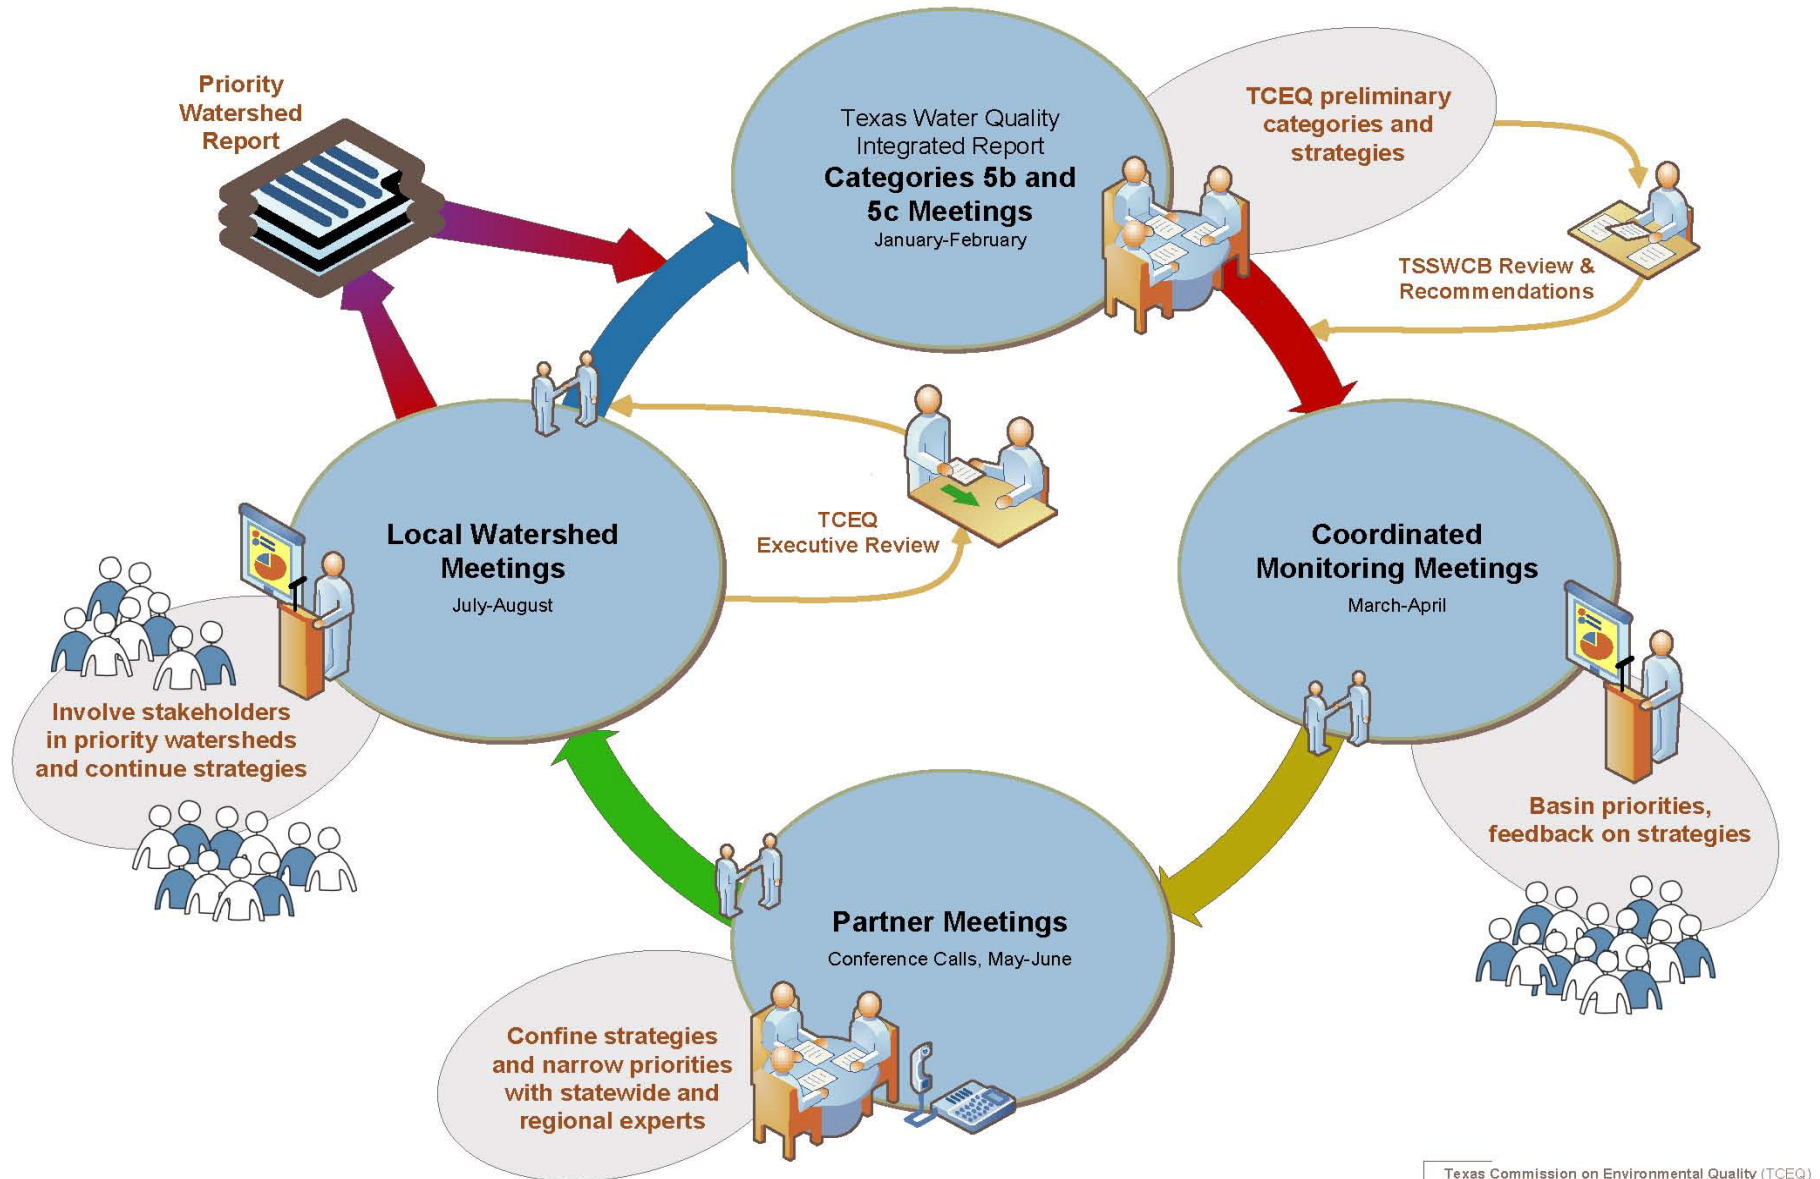 Priority
Watershed
Report
Texas Water Quality
Integrated Report
Categories 5b and
5c Meetings
January-February
TCEQ preliminary
categories and
strategies
TSSWCB Review &
Recommendations
Local Watershed
Meetings
July-August
TCEQ
Executive Review
Coordinated
Monitoring Meetings
March-April
Involve stakeholders
in priority watersheds
and continue strategies
Basin priorities,
feedback on strategies
Partner Meetings
Conference Calls, May-June
Confine strategies
and narrow priorities
with statewide and
regional experts
Texas Commission on Environmental Quality (TCEQ)